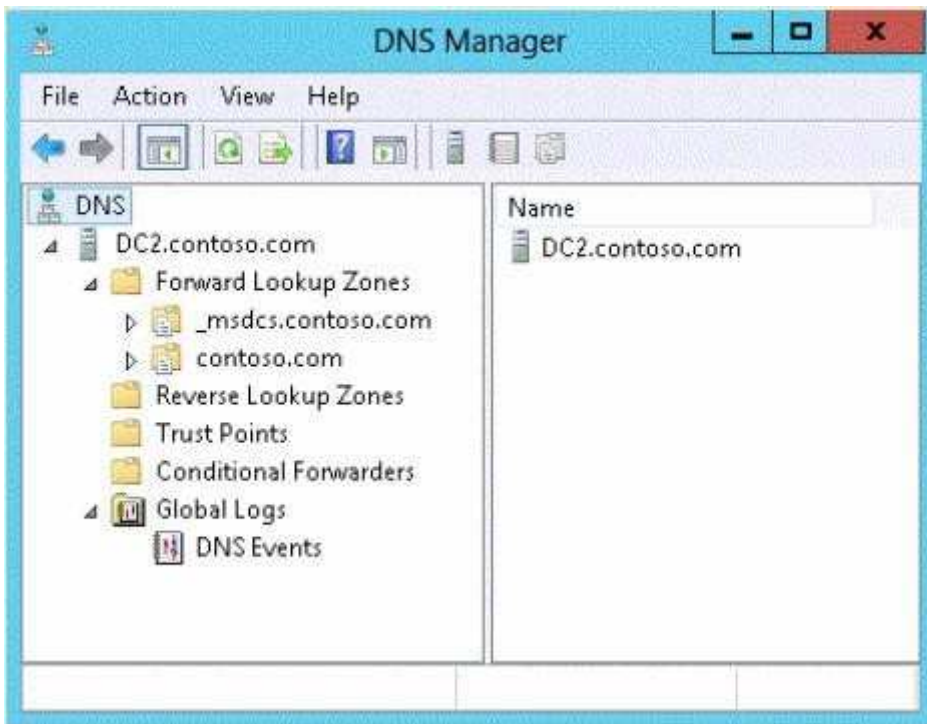 DNS Manager
File Action View Help
DNS
DC2.contoso.com
Forward Lookup Zones
_msdcs.contoso.com
contoso.com
Reverse Lookup Zones
Trust Points
Conditional Forwarders
Global Logs
DNS Events
Name
DC2.contoso.com